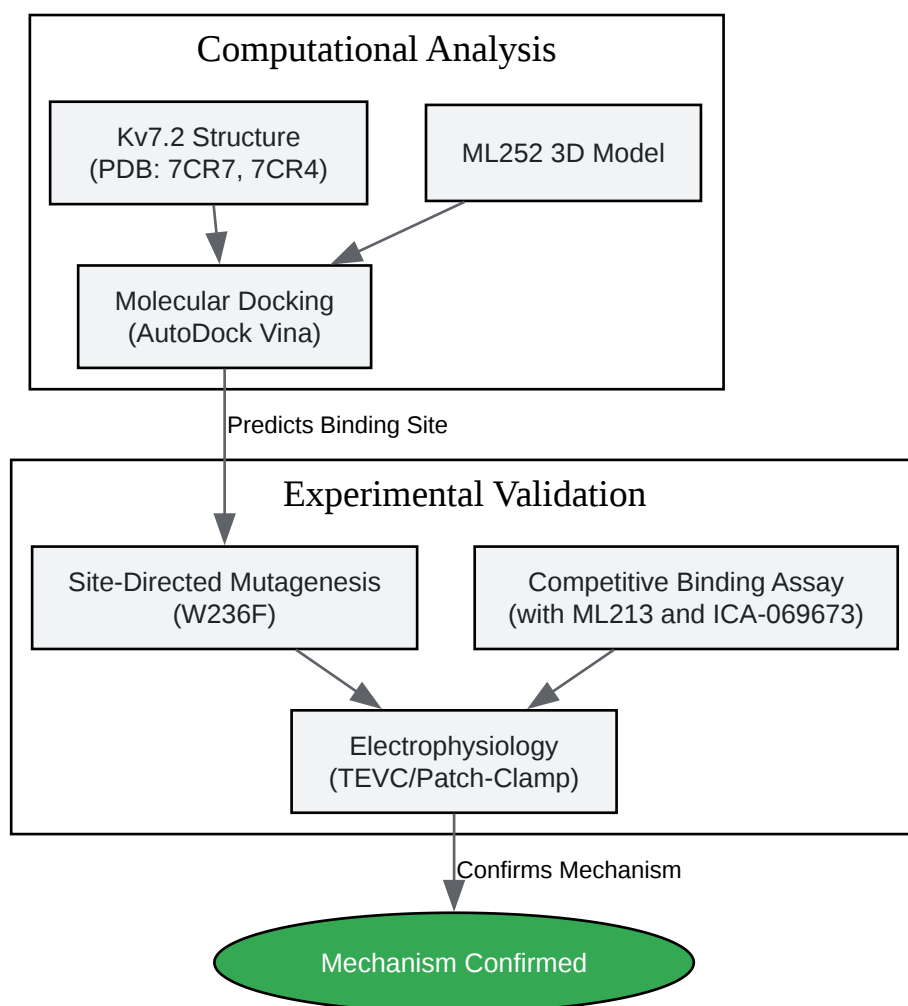 Computational Analysis
Kv7.2 Structure
(PDB: 7CR7, 7CR4)
ML252 3D Model
Molecular Docking
(AutoDock Vina)
Predicts Binding Site
Experimental Validation
Site-Directed Mutagenesis
(W236F)
Competitive Binding Assay
(with ML213 and ICA-069673)
Electrophysiology
(TEVC/Patch-Clamp)
Confirms Mechanism
Mechanism Confirmed